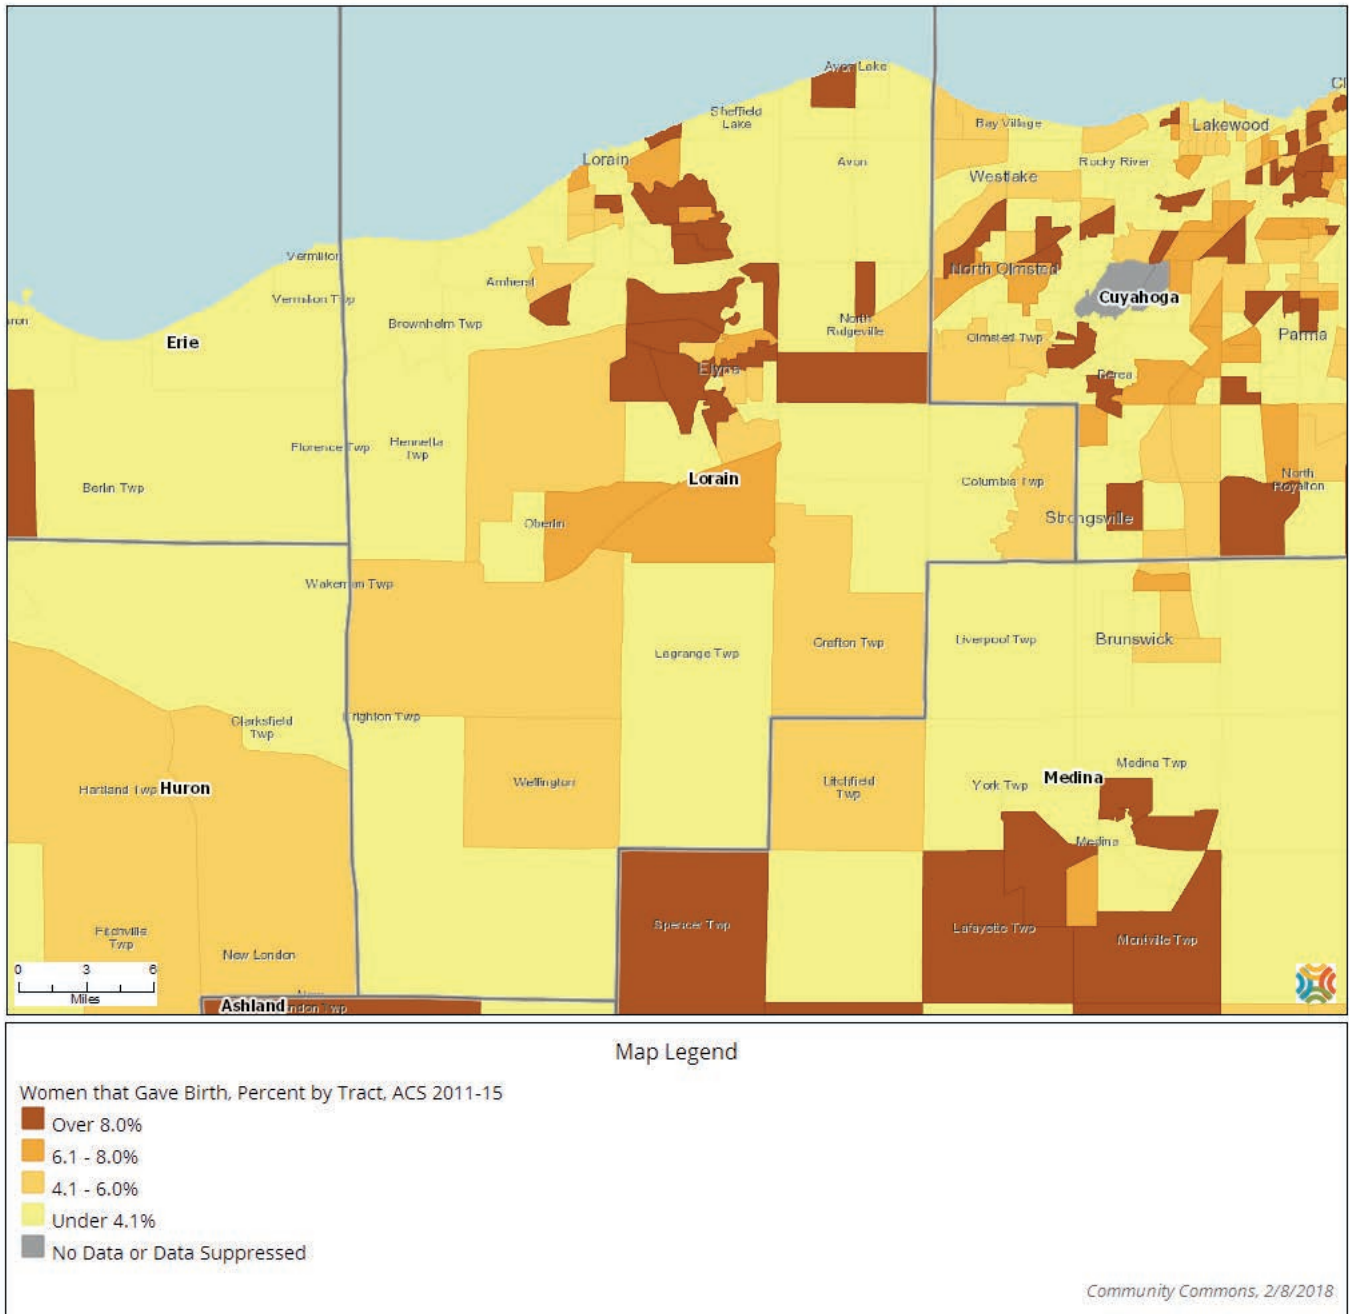 Avon Lake
Cl
Sheffield
Lake
Bay Village
Lakewood
Lorain
Avon
Rocky River
Westlake
Vermilion
North Olmsted
Amherst
Vermilion Twp
Cuyahoga
uron
Brownhelm Twp
North
Ridgeville
Erie
Olmsted Twp
Parma
Elyria
Berea
Florence Twp
Henrietta
Twp
Berlin Twp
Lorain
Columbia Twp
North
Royalton
Oberlin
Strongsville
Wakeman Twp
Lagrange Twp
Grafton Twp
Liverpool Twp
Brunswick
Clarksfield
Twp
righton Twp
Hartland Twp
Huron
Wellington
Litchfield
Twp
York Twp
Medina
Medina Twp
Medina
Fitchville
Twp
Spencer Twp
Lafayette Twp
Montville Twp
New London
0 3 6
Miles
New
Ashland
ndon Twp
Map Legend
Women that Gave Birth, Percent by Tract, ACS 2011-15
Over 8.0%
6.1 - 8.0%
4.1 - 6.0%
Under 4.1%
No Data or Data Suppressed
Community Commons, 2/8/2018